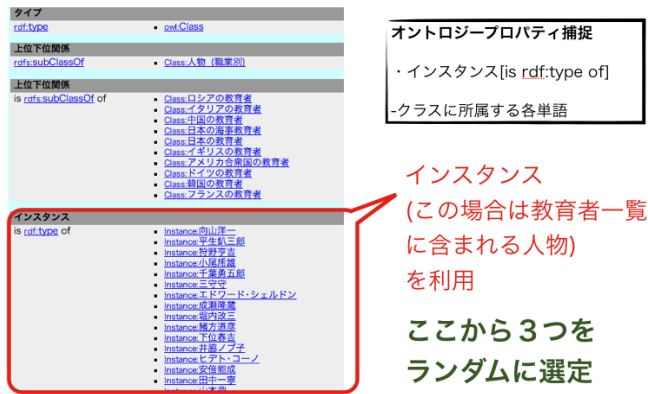 タイプ
rdf:type
owl:Class
上位下位関係
rdfs:subClassOf
Class:人物（職業別）
上位下位関係
is rdfs:subClassOf of
Class:ロシアの教育者
Class:イタリアの教育者
Class:中国の教育者
Class:日本の海事教育者
Class:日本の教育者
Class:イギリスの教育者
Class:アメリカ合衆国の教育者
Class:ドイツの教育者
Class:韓国の教育者
Class:フランスの教育者
インスタンス
is rdf:type of
Instance:向山洋一
Instance:平生釟三郎
Instance:狩野亨吉
Instance:小尾乕雄
Instance:千葉勇五郎
Instance:三守守
Instance:エドワード・シェルドン
Instance:成瀬隆蔵
Instance:堀内政三
Instance:緒方道彦
Instance:下位春吉
Instance:井脇ノブ子
Instance:ヒデト・コーノ
Instance:安倍能成
Instance:田中一寧
オントロジープロパティ捕捉
・インスタンス[is rdf:type of]
-クラスに所属する各単語
インスタンス
(この場合は教育者一覧
に含まれる人物)
を利用
ここから３つを
ランダムに選定